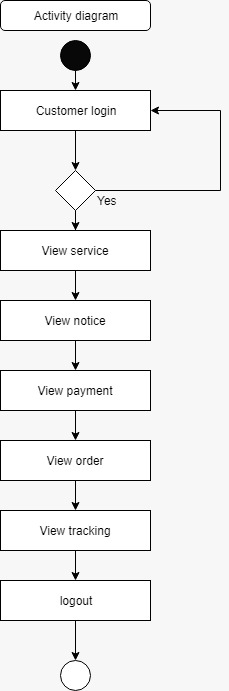 Activity diagram
Customer login
Yes
View service
View notice
View payment
View order
View tracking
logout